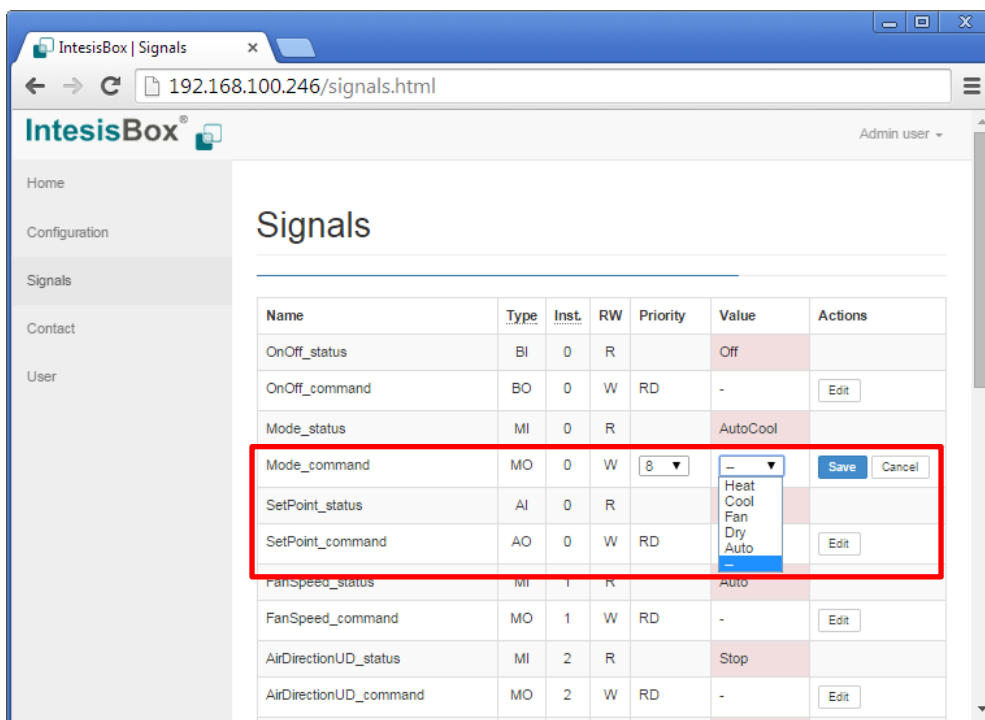 IntesisBox | Signals
192.168.100.246/signals.html
IntesisBox®
Admin user
Home
Configuration
Signals
Contact
User
Signals
Name Type Inst. RW Priority Value Actions
OnOff_status BI 0 R Off
OnOff_command BO 0 W RD - Edit
Mode_status MI 0 R AutoCool
Mode_command MO 0 W 8 -- Save Cancel
Heat
Cool
Fan
Dry
Auto
--
SetPoint_status AI 0 R
SetPoint_command AO 0 W RD Edit
FanSpeed_status MI 1 R Auto
FanSpeed_command MO 1 W RD - Edit
AirDirectionUD_status MI 2 R Stop
AirDirectionUD_command MO 2 W RD - Edit